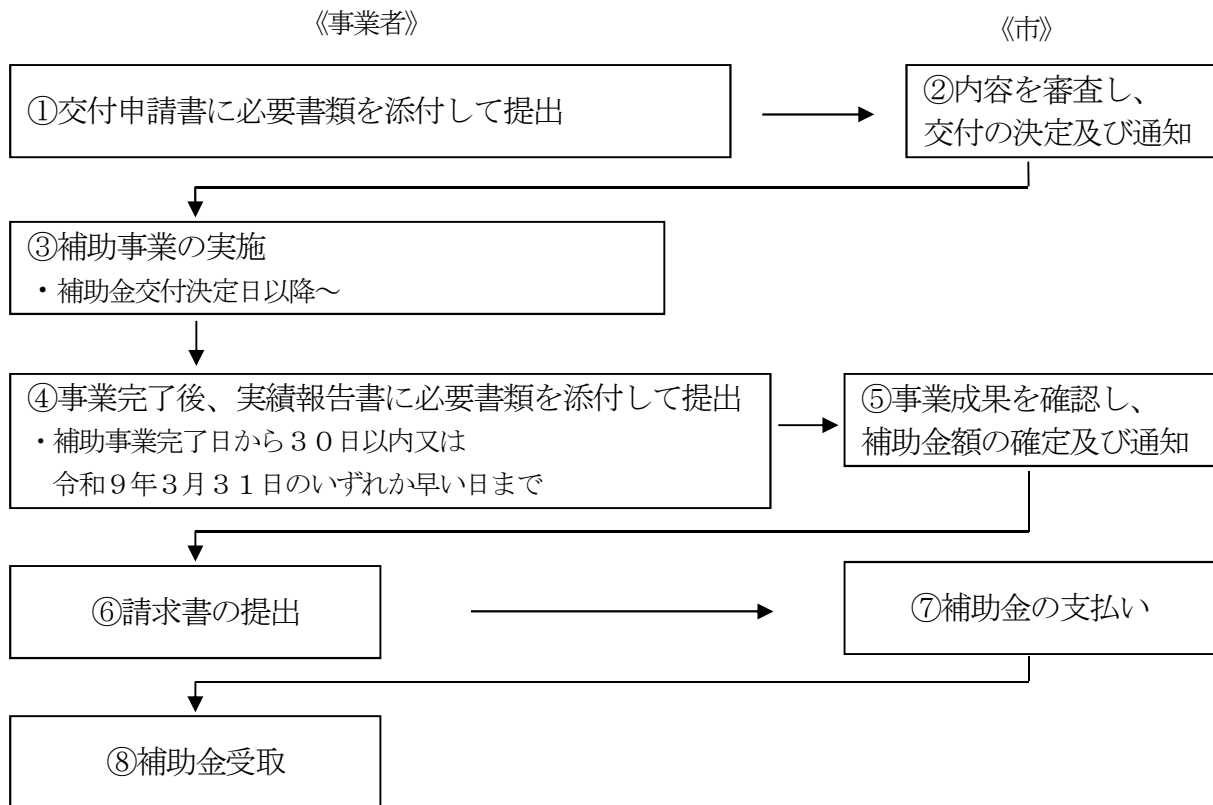 《事業者》
《市》
①交付申請書に必要書類を添付して提出
②内容を審査し、
交付の決定及び通知
③補助事業の実施
・補助金交付決定日以降～
④事業完了後、実績報告書に必要書類を添付して提出
・補助事業完了日から３０日以内又は
令和９年３月３１日のいずれか早い日まで
⑤事業成果を確認し、
補助金額の確定及び通知
⑥請求書の提出
⑦補助金の支払い
⑧補助金受取